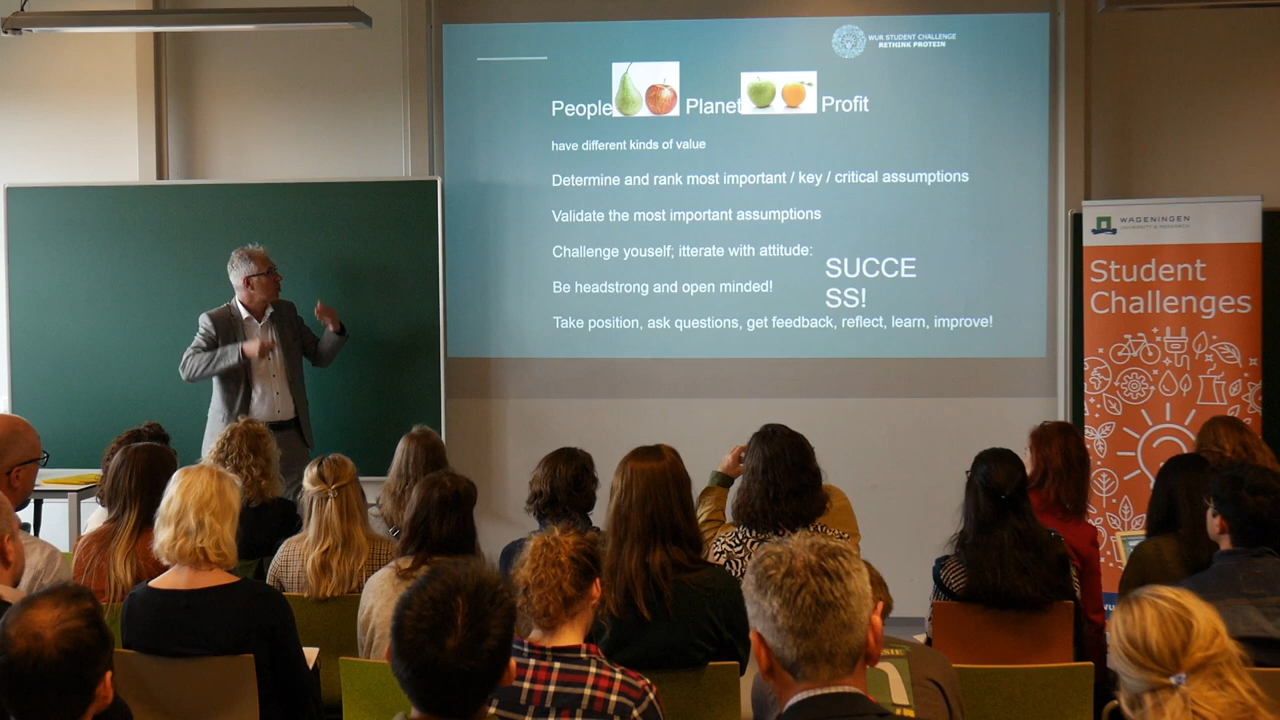 WUR STUDENT CHALLENGE
RETHINK PROTEIN
People Planet Profit
have different kinds of value
Determine and rank most important / key / critical assumptions
Validate the most important assumptions
Challenge youself; itterate with attitude:
Be headstrong and open minded!
SUCCE
SS!
Take position, ask questions, get feedback, reflect, learn, improve!
WAGENINGEN
UNIVERSITY & RESEARCH
Student
Challenges